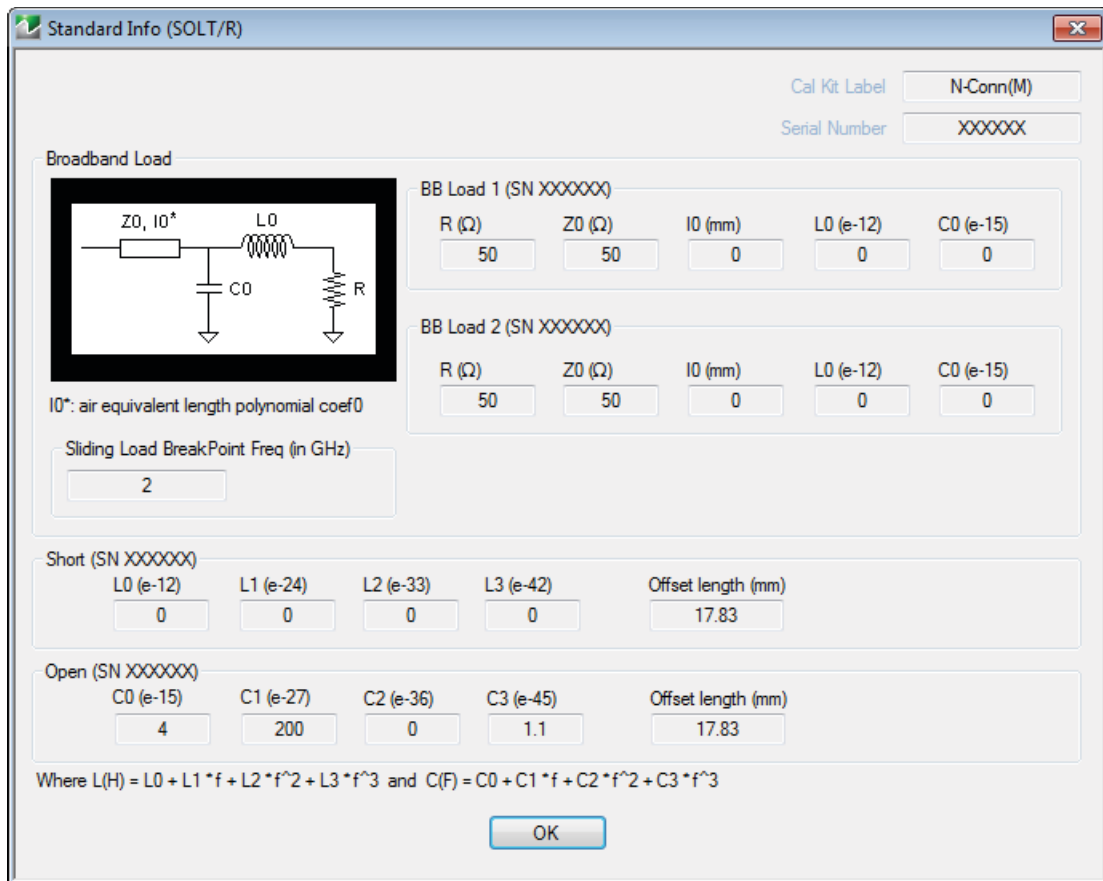 Standard Info (SOLT/R)
Cal Kit Label N-Conn(M)
Serial Number XXXXXX
Broadband Load
Z0, l0*
L0
C0
R
l0*: air equivalent length polynomial coef0
Sliding Load BreakPoint Freq (in GHz)
2
BB Load 1 (SN XXXXXX)
R (Ω) Z0 (Ω) l0 (mm) L0 (e-12) C0 (e-15)
50 50 0 0 0
BB Load 2 (SN XXXXXX)
R (Ω) Z0 (Ω) l0 (mm) L0 (e-12) C0 (e-15)
50 50 0 0 0
Short (SN XXXXXX)
L0 (e-12) L1 (e-24) L2 (e-33) L3 (e-42) Offset length (mm)
0 0 0 0 17.83
Open (SN XXXXXX)
C0 (e-15) C1 (e-27) C2 (e-36) C3 (e-45) Offset length (mm)
4 200 0 1.1 17.83
Where L(H) = L0 + L1 * f + L2 * f^2 + L3 * f^3 and C(F) = C0 + C1 * f + C2 * f^2 + C3 * f^3
OK